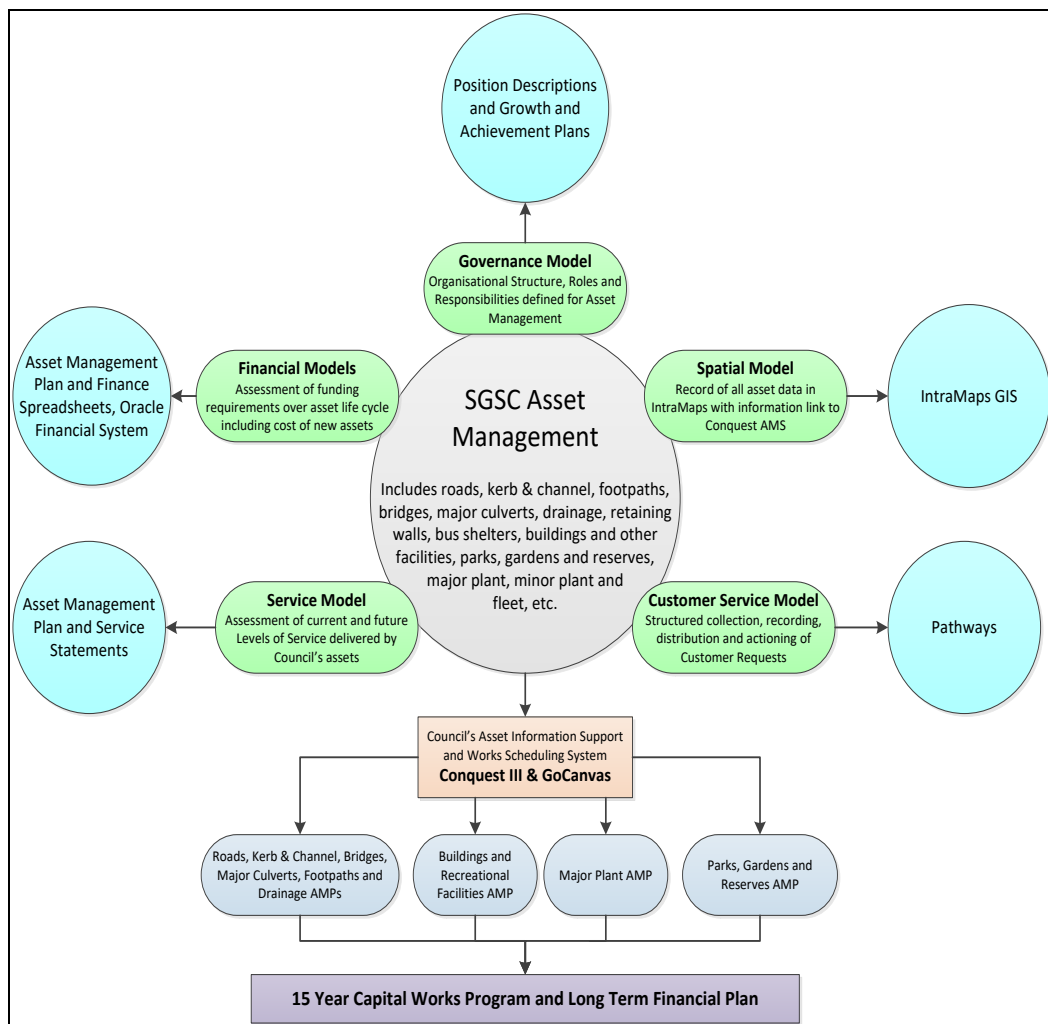 Position Descriptions
and Growth and
Achievement Plans
Governance Model
Organisational Structure, Roles and
Responsibilities defined for Asset
Management
Asset Management
Plan and Finance
Spreadsheets, Oracle
Financial System
Financial Models
Assessment of funding
requirements over asset life cycle
including cost of new assets
Spatial Model
Record of all asset data in
IntraMaps with information link to
Conquest AMS
IntraMaps GIS
SGSC Asset
Management
Includes roads, kerb & channel, footpaths,
bridges, major culverts, drainage, retaining
walls, bus shelters, buildings and other
facilities, parks, gardens and reserves,
major plant, minor plant and
fleet, etc.
Asset Management
Plan and Service
Statements
Service Model
Assessment of current and future
Levels of Service delivered by
Council's assets
Customer Service Model
Structured collection, recording,
distribution and actioning of
Customer Requests
Pathways
Council's Asset Information Support
and Works Scheduling System
Conquest III & GoCanvas
Roads, Kerb & Channel, Bridges,
Major Culverts, Footpaths and
Drainage AMPs
Buildings and
Recreational
Facilities AMP
Major Plant AMP
Parks, Gardens and
Reserves AMP
15 Year Capital Works Program and Long Term Financial Plan